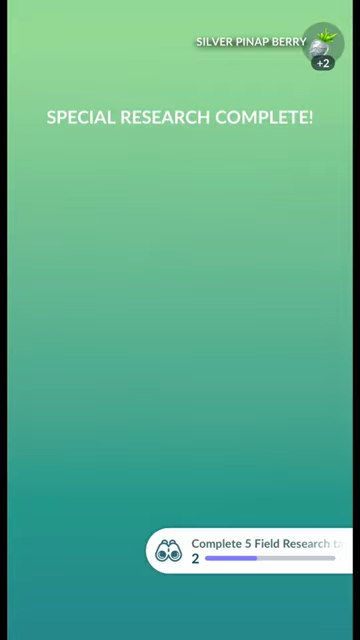 SILVER PINAP BERRY
+2
SPECIAL RESEARCH COMPLETE!
Complete 5 Field Research
2